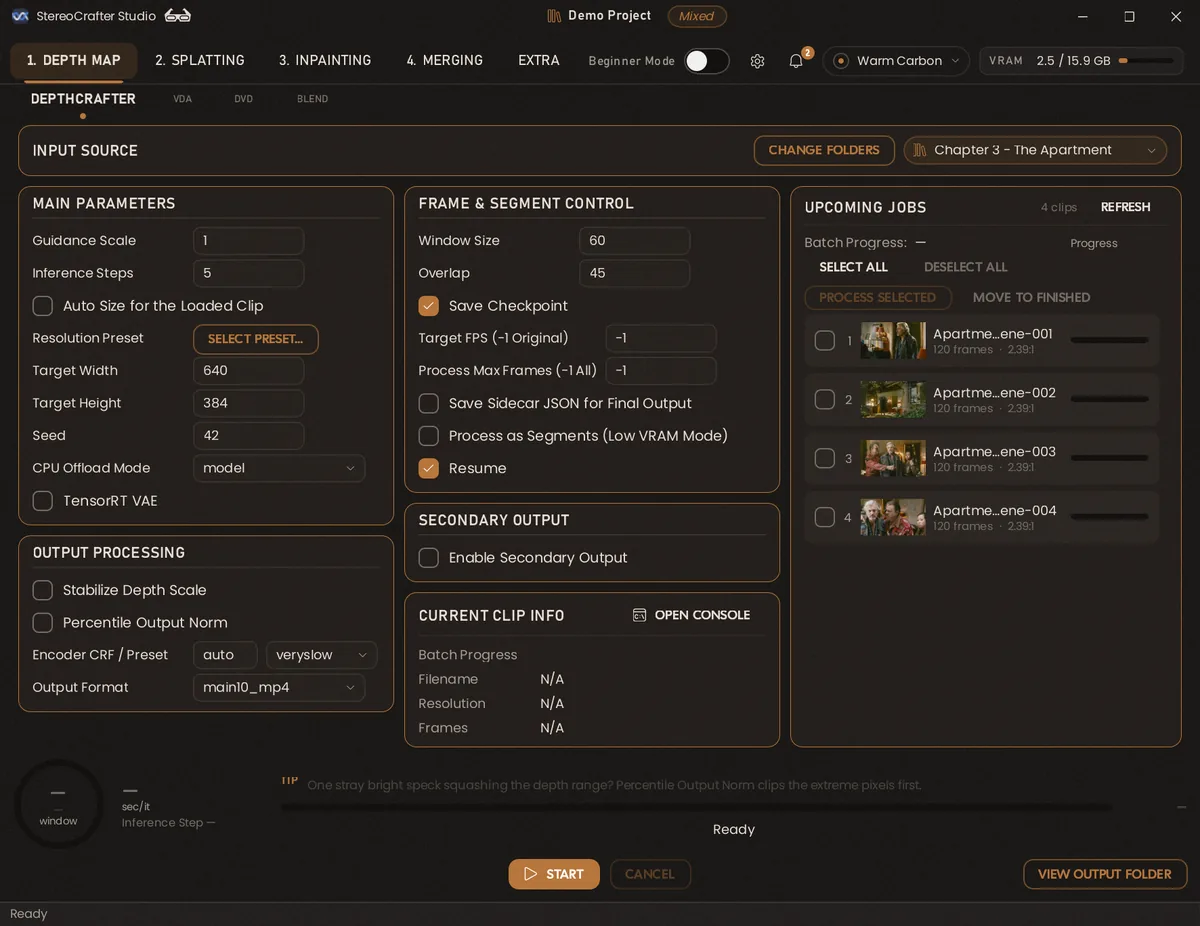 StereoCrafter Studio
Demo Project
Mixed
1. DEPTH MAP
2. SPLATTING
3. INPAINTING
4. MERGING
EXTRA
Beginner Mode
2
Warm Carbon
VRAM 2.5 / 15.9 GB
DEPTHCRAFTER
VDA
DVD
BLEND
INPUT SOURCE
CHANGE FOLDERS
Chapter 3 - The Apartment
MAIN PARAMETERS
Guidance Scale 1
Inference Steps 5
Auto Size for the Loaded Clip
Resolution Preset SELECT PRESET...
Target Width 640
Target Height 384
Seed 42
CPU Offload Mode model
TensorRT VAE
OUTPUT PROCESSING
Stabilize Depth Scale
Percentile Output Norm
Encoder CRF / Preset auto veryslow
Output Format main10_mp4
FRAME & SEGMENT CONTROL
Window Size 60
Overlap 45
Save Checkpoint
Target FPS (-1 Original) -1
Process Max Frames (-1 All) -1
Save Sidecar JSON for Final Output
Process as Segments (Low VRAM Mode)
Resume
SECONDARY OUTPUT
Enable Secondary Output
CURRENT CLIP INFO
OPEN CONSOLE
Batch Progress
Filename N/A
Resolution N/A
Frames N/A
UPCOMING JOBS
4 clips
REFRESH
Batch Progress: —
Progress
SELECT ALL
DESELECT ALL
PROCESS SELECTED
MOVE TO FINISHED
1 Apartme...ene-001
120 frames · 2.39:1
2 Apartme...ene-002
120 frames · 2.39:1
3 Apartme...ene-003
120 frames · 2.39:1
4 Apartme...ene-004
120 frames · 2.39:1
—
—
window
—
sec/it
Inference Step —
TIP One stray bright speck squashing the depth range? Percentile Output Norm clips the extreme pixels first.
—
Ready
START
CANCEL
VIEW OUTPUT FOLDER
Ready